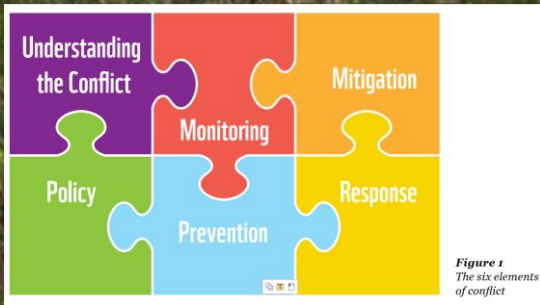 Understanding
the Conflict
Monitoring
Mitigation
Policy
Prevention
Response
Figure 1
The six elements
of conflict